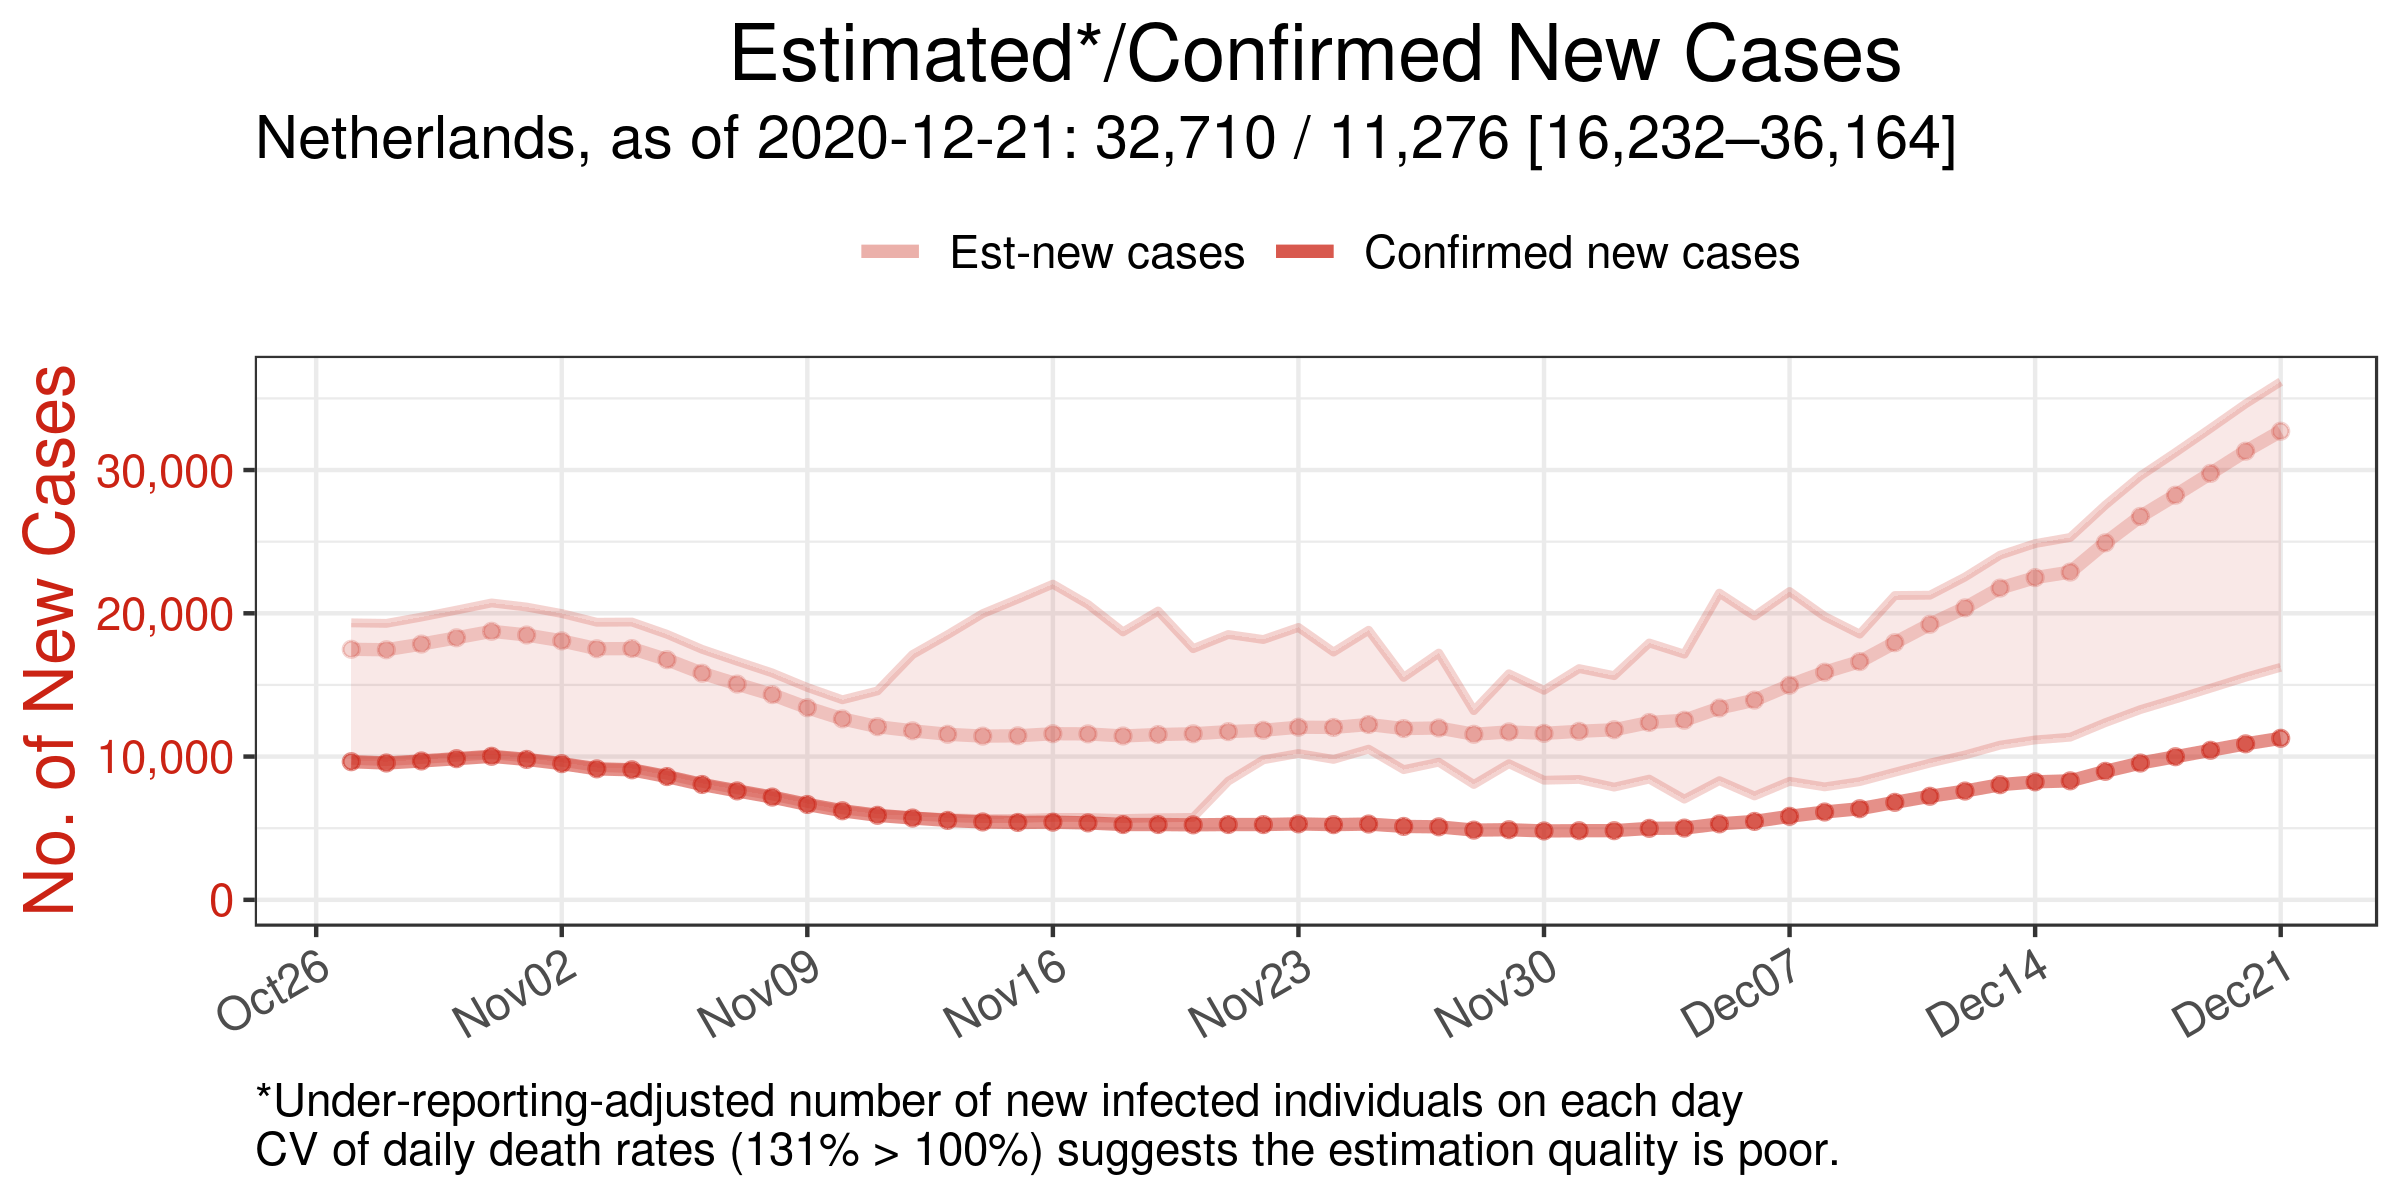 Estimated*/Confirmed New Cases
Netherlands, as of 2020-12-21: 32,710 / 11,276 [16,232–36,164]
Est-new cases
Confirmed new cases
No. of New Cases
30,000
20,000
10,000
0
Oct26
Nov02
Nov09
Nov16
Nov23
Nov30
Dec07
Dec14
Dec21
*Under-reporting-adjusted number of new infected individuals on each day
CV of daily death rates (131% > 100%) suggests the estimation quality is poor.